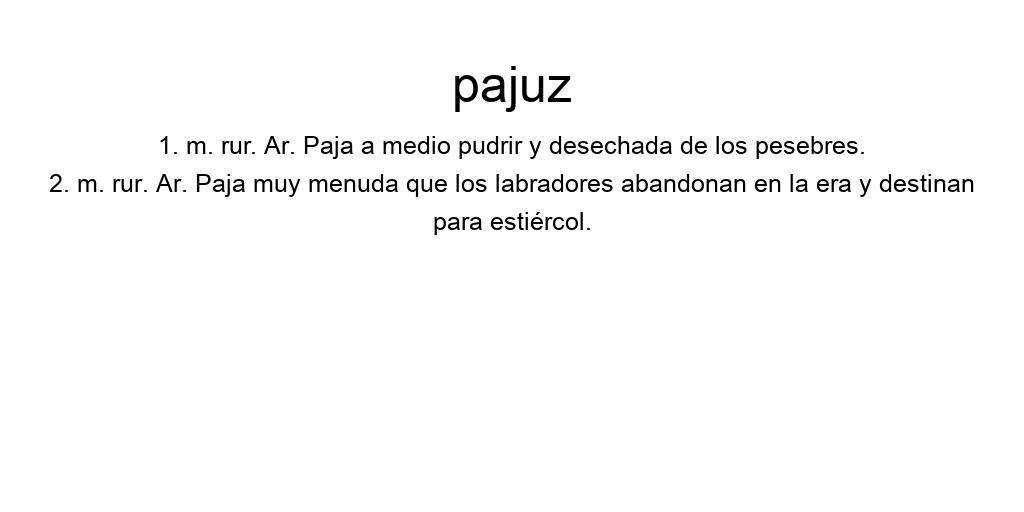 pajuz
1. m. rur. Ar. Paja a medio pudrir y desechada de los pesebres.
2. m. rur. Ar. Paja muy menuda que los labradores abandonan en la era y destinan
para estiércol.